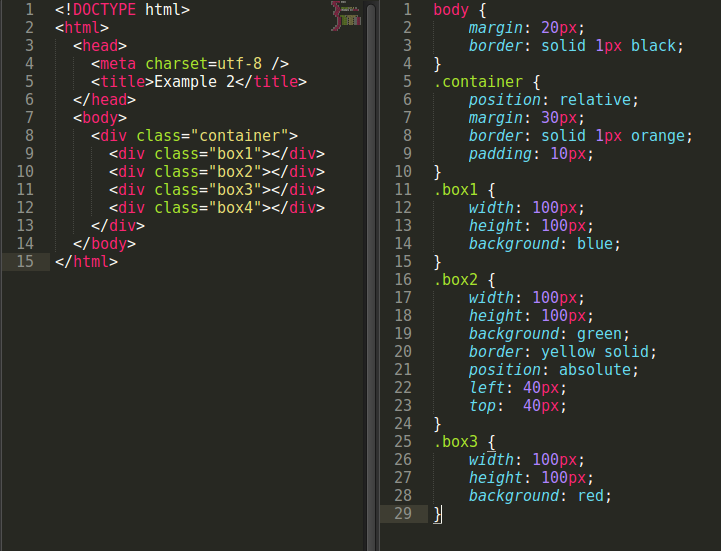 1 <!DOCTYPE html>
2 <html>
3 <head>
4 <meta charset=utf-8 />
5 <title>Example 2</title>
6 </head>
7 <body>
8 <div class="container">
9 <div class="box1"></div>
10 <div class="box2"></div>
11 <div class="box3"></div>
12 <div class="box4"></div>
13 </div>
14 </body>
15 </html>
1 body {
2 margin: 20px;
3 border: solid 1px black;
4 }
5 .container {
6 position: relative;
7 margin: 30px;
8 border: solid 1px orange;
9 padding: 10px;
10 }
11 .box1 {
12 width: 100px;
13 height: 100px;
14 background: blue;
15 }
16 .box2 {
17 width: 100px;
18 height: 100px;
19 background: green;
20 border: yellow solid;
21 position: absolute;
22 left: 40px;
23 top:  40px;
24 }
25 .box3 {
26 width: 100px;
27 height: 100px;
28 background: red;
29 }